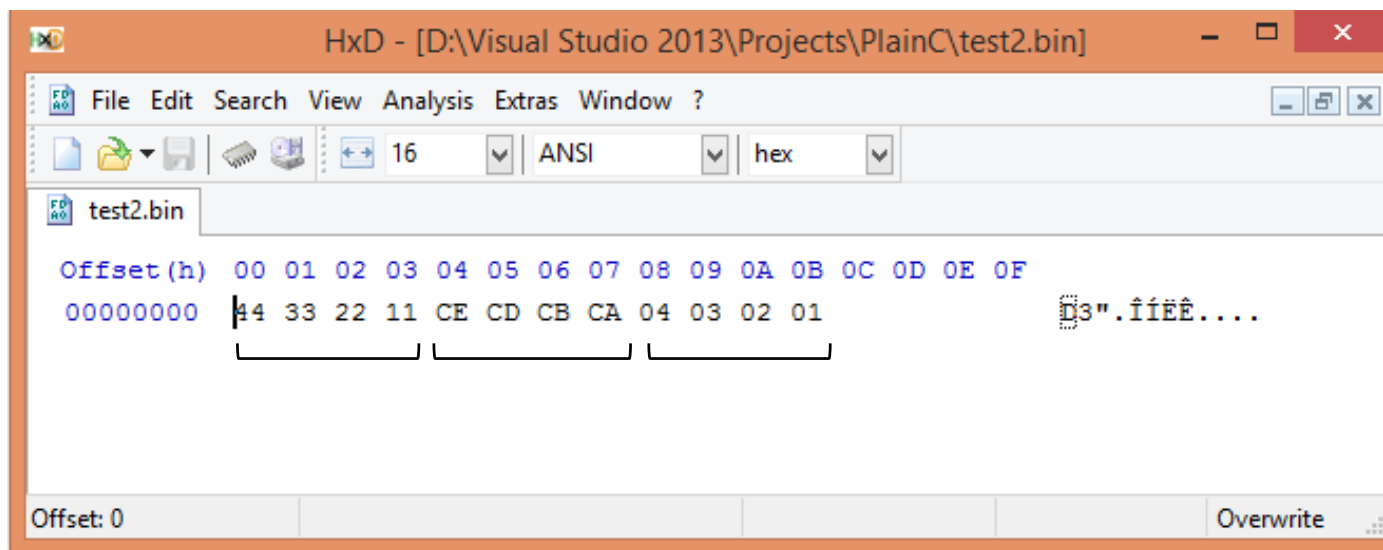 HxD - [D:\Visual Studio 2013\Projects\PlainC\test2.bin]
File Edit Search View Analysis Extras Window ?
16 ANSI hex
test2.bin
Offset(h) 00 01 02 03 04 05 06 07 08 09 0A 0B 0C 0D 0E 0F
00000000 44 33 22 11 CE CD CB CA 04 03 02 01 D3".ÎÍËÊ....
Offset: 0 Overwrite